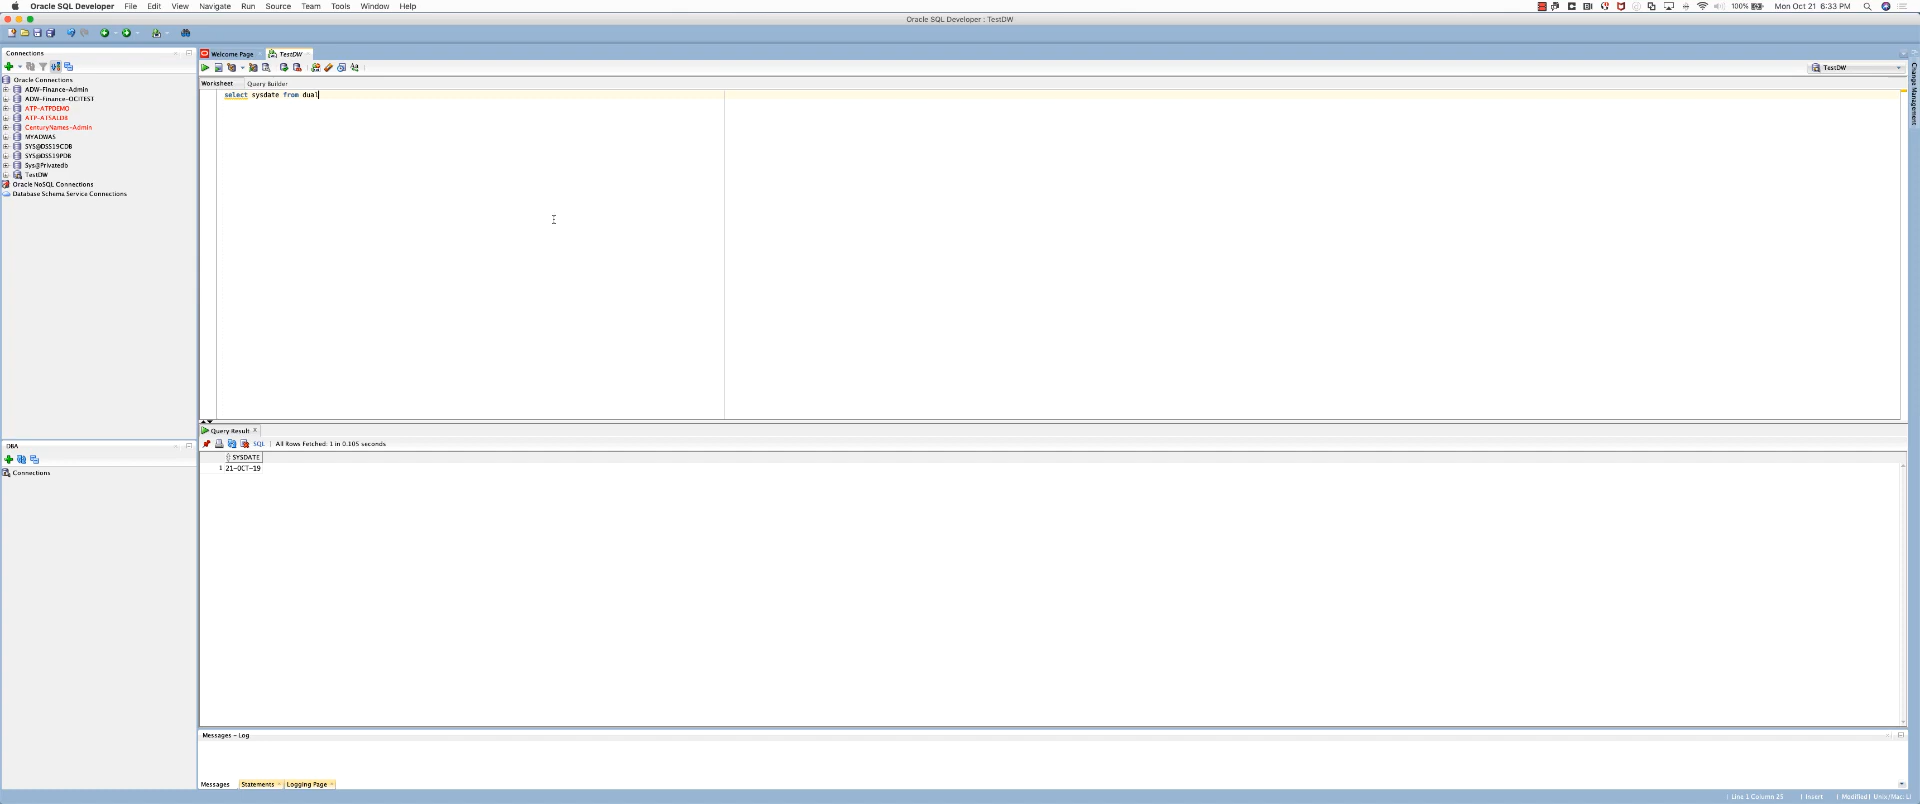 Oracle SQL Developer File Edit View Navigate Run Source Team Tools Window Help 100% Mon Oct 21 6:33 PM
Oracle SQL Developer : TestDW
Connections
Oracle Connections
ADW-Finance-Admin
ADW-Finance-OCITEST
ATP-ATPDEMO
ATP-ATSALDB
CenturyNames-Admin
MYADWAS
SYS@DSS19CDB
SYS@DSS19PDB
Sys@Privatedb
TestDW
Oracle NoSQL Connections
Database Schema Service Connections
Welcome Page TestDW
TestDW
Worksheet Query Builder
select sysdate from dual
Change Management
DBA
Connections
Query Result
SQL | All Rows Fetched: 1 in 0.105 seconds
SYSDATE
1 21-OCT-19
Messages - Log
Messages Statements Logging Page
Line 1 Column 25 | Insert | Modified | Unix/Mac: L